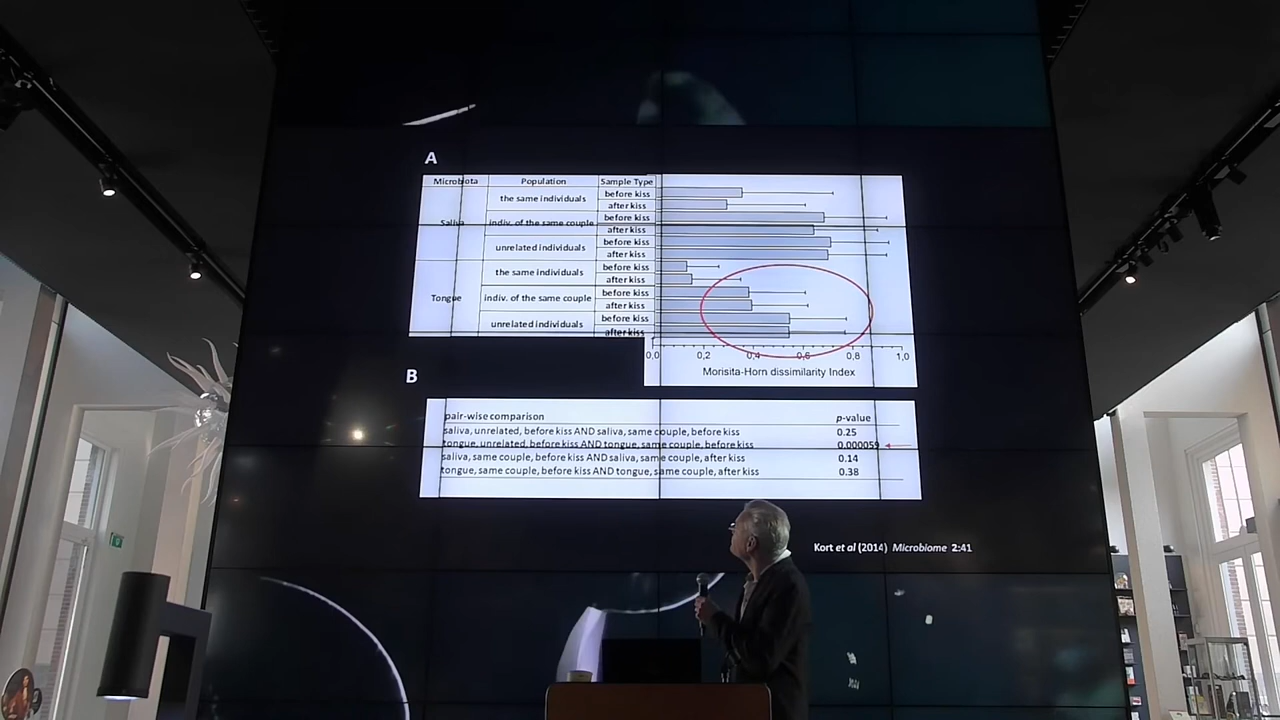 A
Microbiota Population Sample Type
Saliva the same individuals before kiss
after kiss
indiv. of the same couple before kiss
after kiss
unrelated individuals before kiss
after kiss
Tongue the same individuals before kiss
after kiss
indiv. of the same couple before kiss
after kiss
unrelated individuals before kiss
after kiss
0,0 0,2 0,4 0,6 0,8 1,0
Morisita-Horn dissimilarity Index
B
pair-wise comparison p-value
saliva, unrelated, before kiss AND saliva, same couple, before kiss 0.25
tongue, unrelated, before kiss AND tongue, same couple, before kiss 0.000059
saliva, same couple, before kiss AND saliva, same couple, after kiss 0.14
tongue, same couple, before kiss AND tongue, same couple, after kiss 0.38
Kort et al (2014) Microbiome 2:41